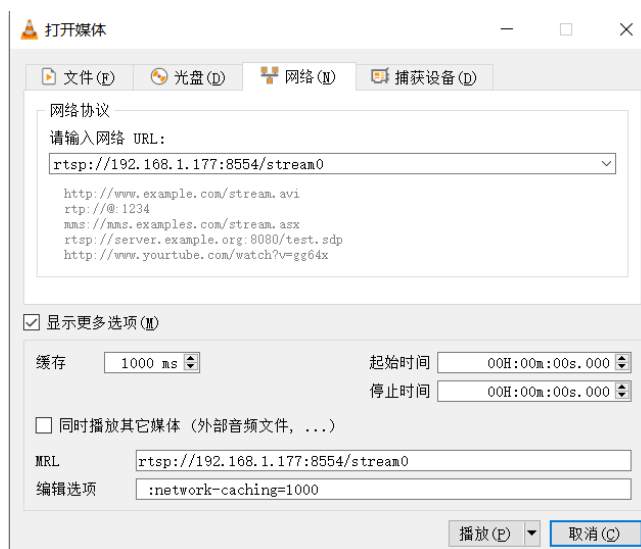 打开媒体
文件(F) 光盘(D) 网络(N) 捕获设备(D)
网络协议
请输入网络 URL:
rtsp://192.168.1.177:8554/stream0
http://www.example.com/stream.avi
rtp://@:1234
mms://mms.examples.com/stream.asx
rtsp://server.example.org:8080/test.sdp
http://www.yourtube.com/watch?v=gg64x
显示更多选项(M)
缓存 1000 ms 起始时间 00H:00m:00s.000
停止时间 00H:00m:00s.000
同时播放其它媒体 (外部音频文件, ...)
MRL rtsp://192.168.1.177:8554/stream0
编辑选项 :network-caching=1000
播放(P) 取消(C)